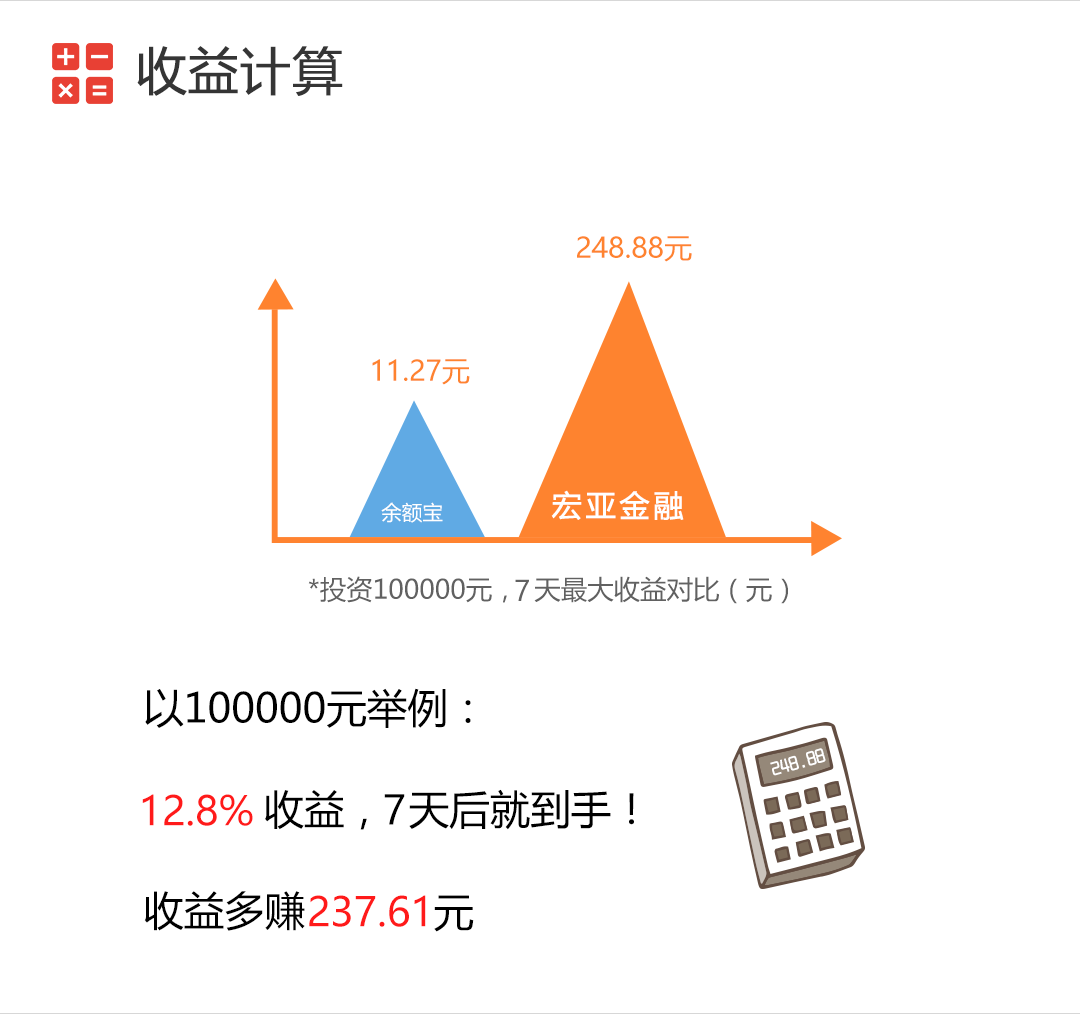 收益计算
248.88元
11.27元
余额宝
宏亚金融
*投资100000元，7天最大收益对比（元）
以100000元举例：
248.88
12.8% 收益，7天后就到手！
收益多赚237.61元